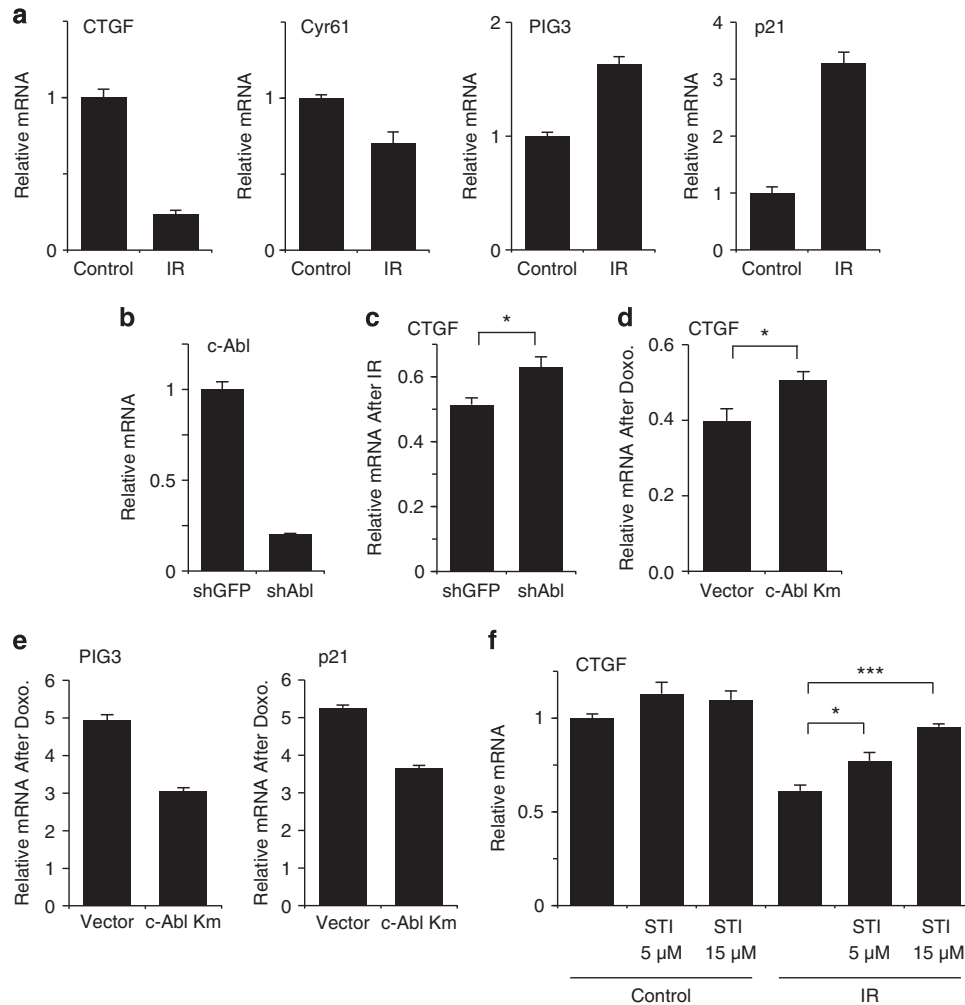 a
CTGF
Relative mRNA
1
0
Control IR
Cyr61
Relative mRNA
1
0
Control IR
PIG3
Relative mRNA
2
1
0
Control IR
p21
Relative mRNA
4
3
2
1
0
Control IR
b
c-Abl
Relative mRNA
1
0.5
0
shGFP shAbl
c
CTGF
*
Relative mRNA After IR
0.6
0.4
0.2
0
shGFP shAbl
d
CTGF
*
Relative mRNA After Doxo.
0.6
0.4
0.2
0.0
Vector c-Abl Km
e
PIG3
Relative mRNA After Doxo.
6
5
4
3
2
1
0
Vector c-Abl Km
p21
Relative mRNA After Doxo.
6
5
4
3
2
1
0
Vector c-Abl Km
f
CTGF
***
*
Relative mRNA
1
0.5
0
STI STI STI STI
5 µM 15 µM 5 µM 15 µM
Control IR